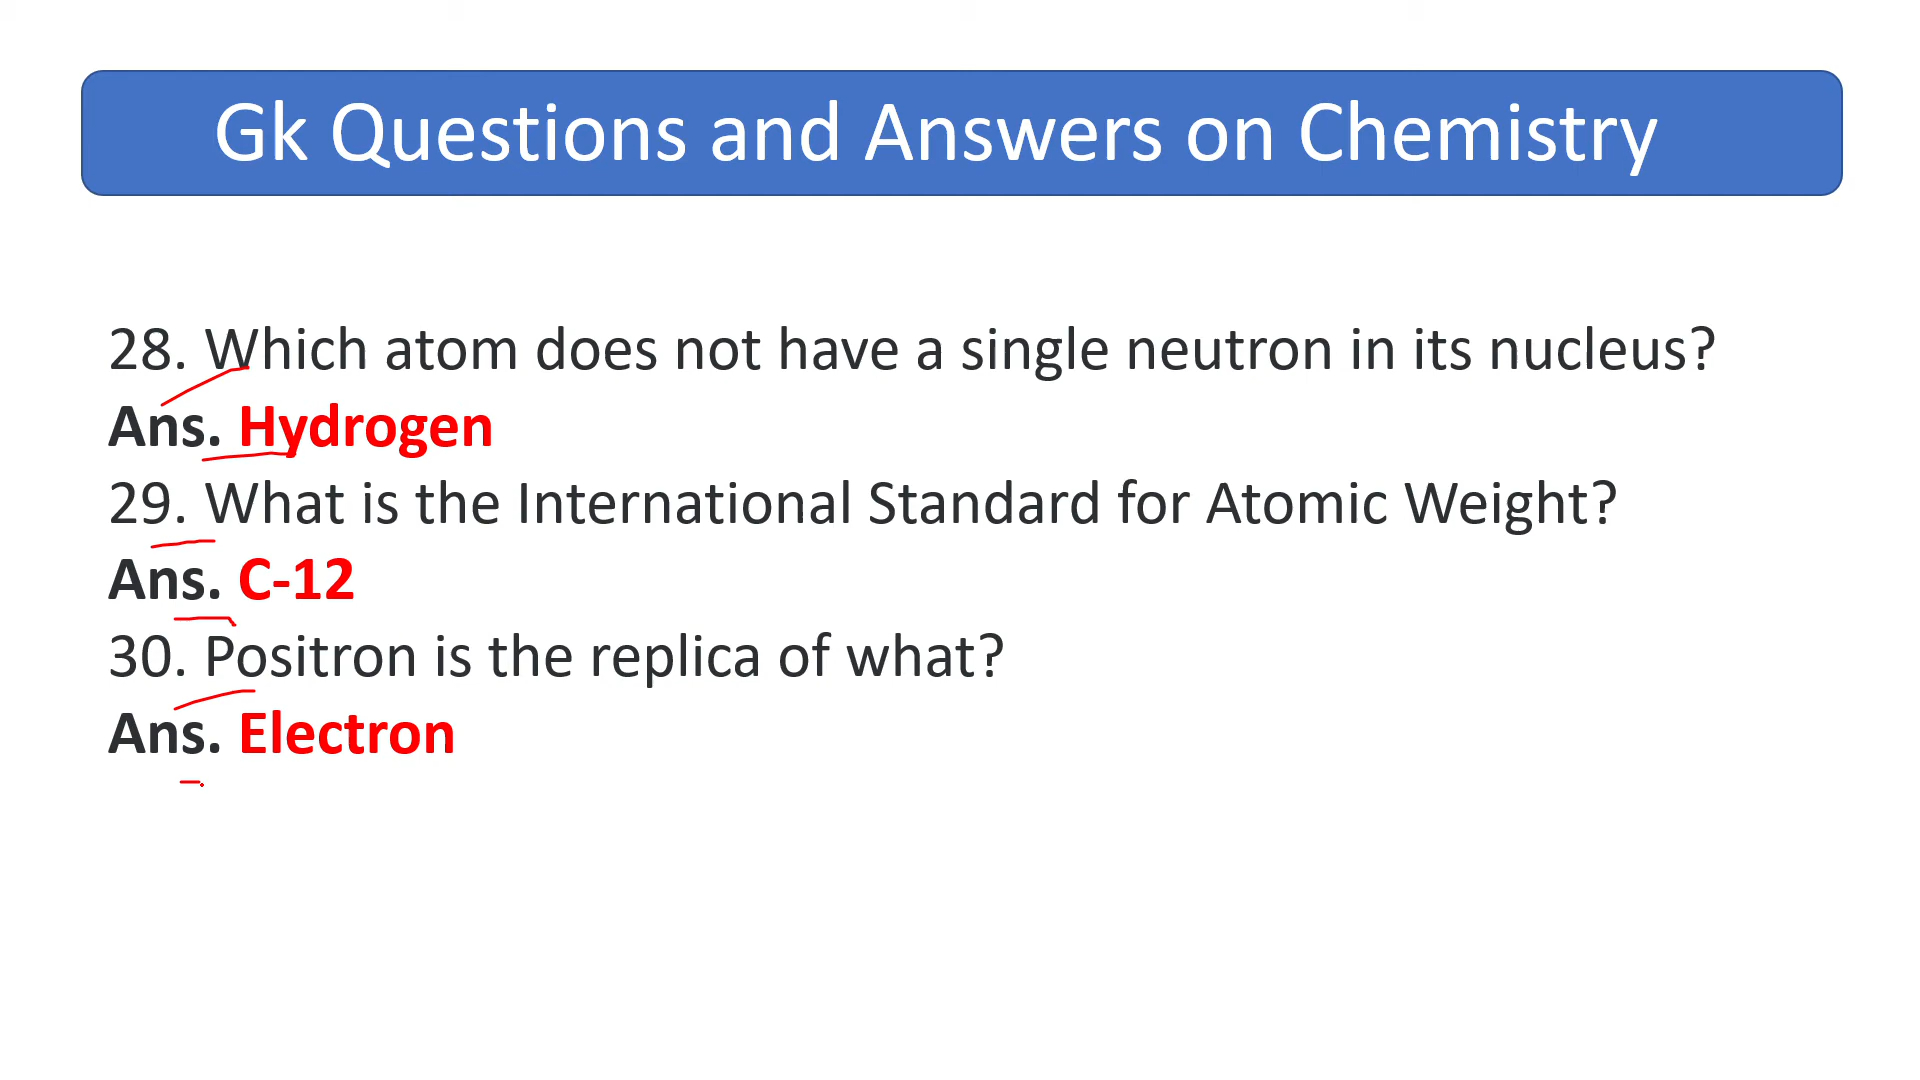 Gk Questions and Answers on Chemistry
28. Which atom does not have a single neutron in its nucleus?
Ans. Hydrogen
29. What is the International Standard for Atomic Weight?
Ans. C-12
30. Positron is the replica of what?
Ans. Electron